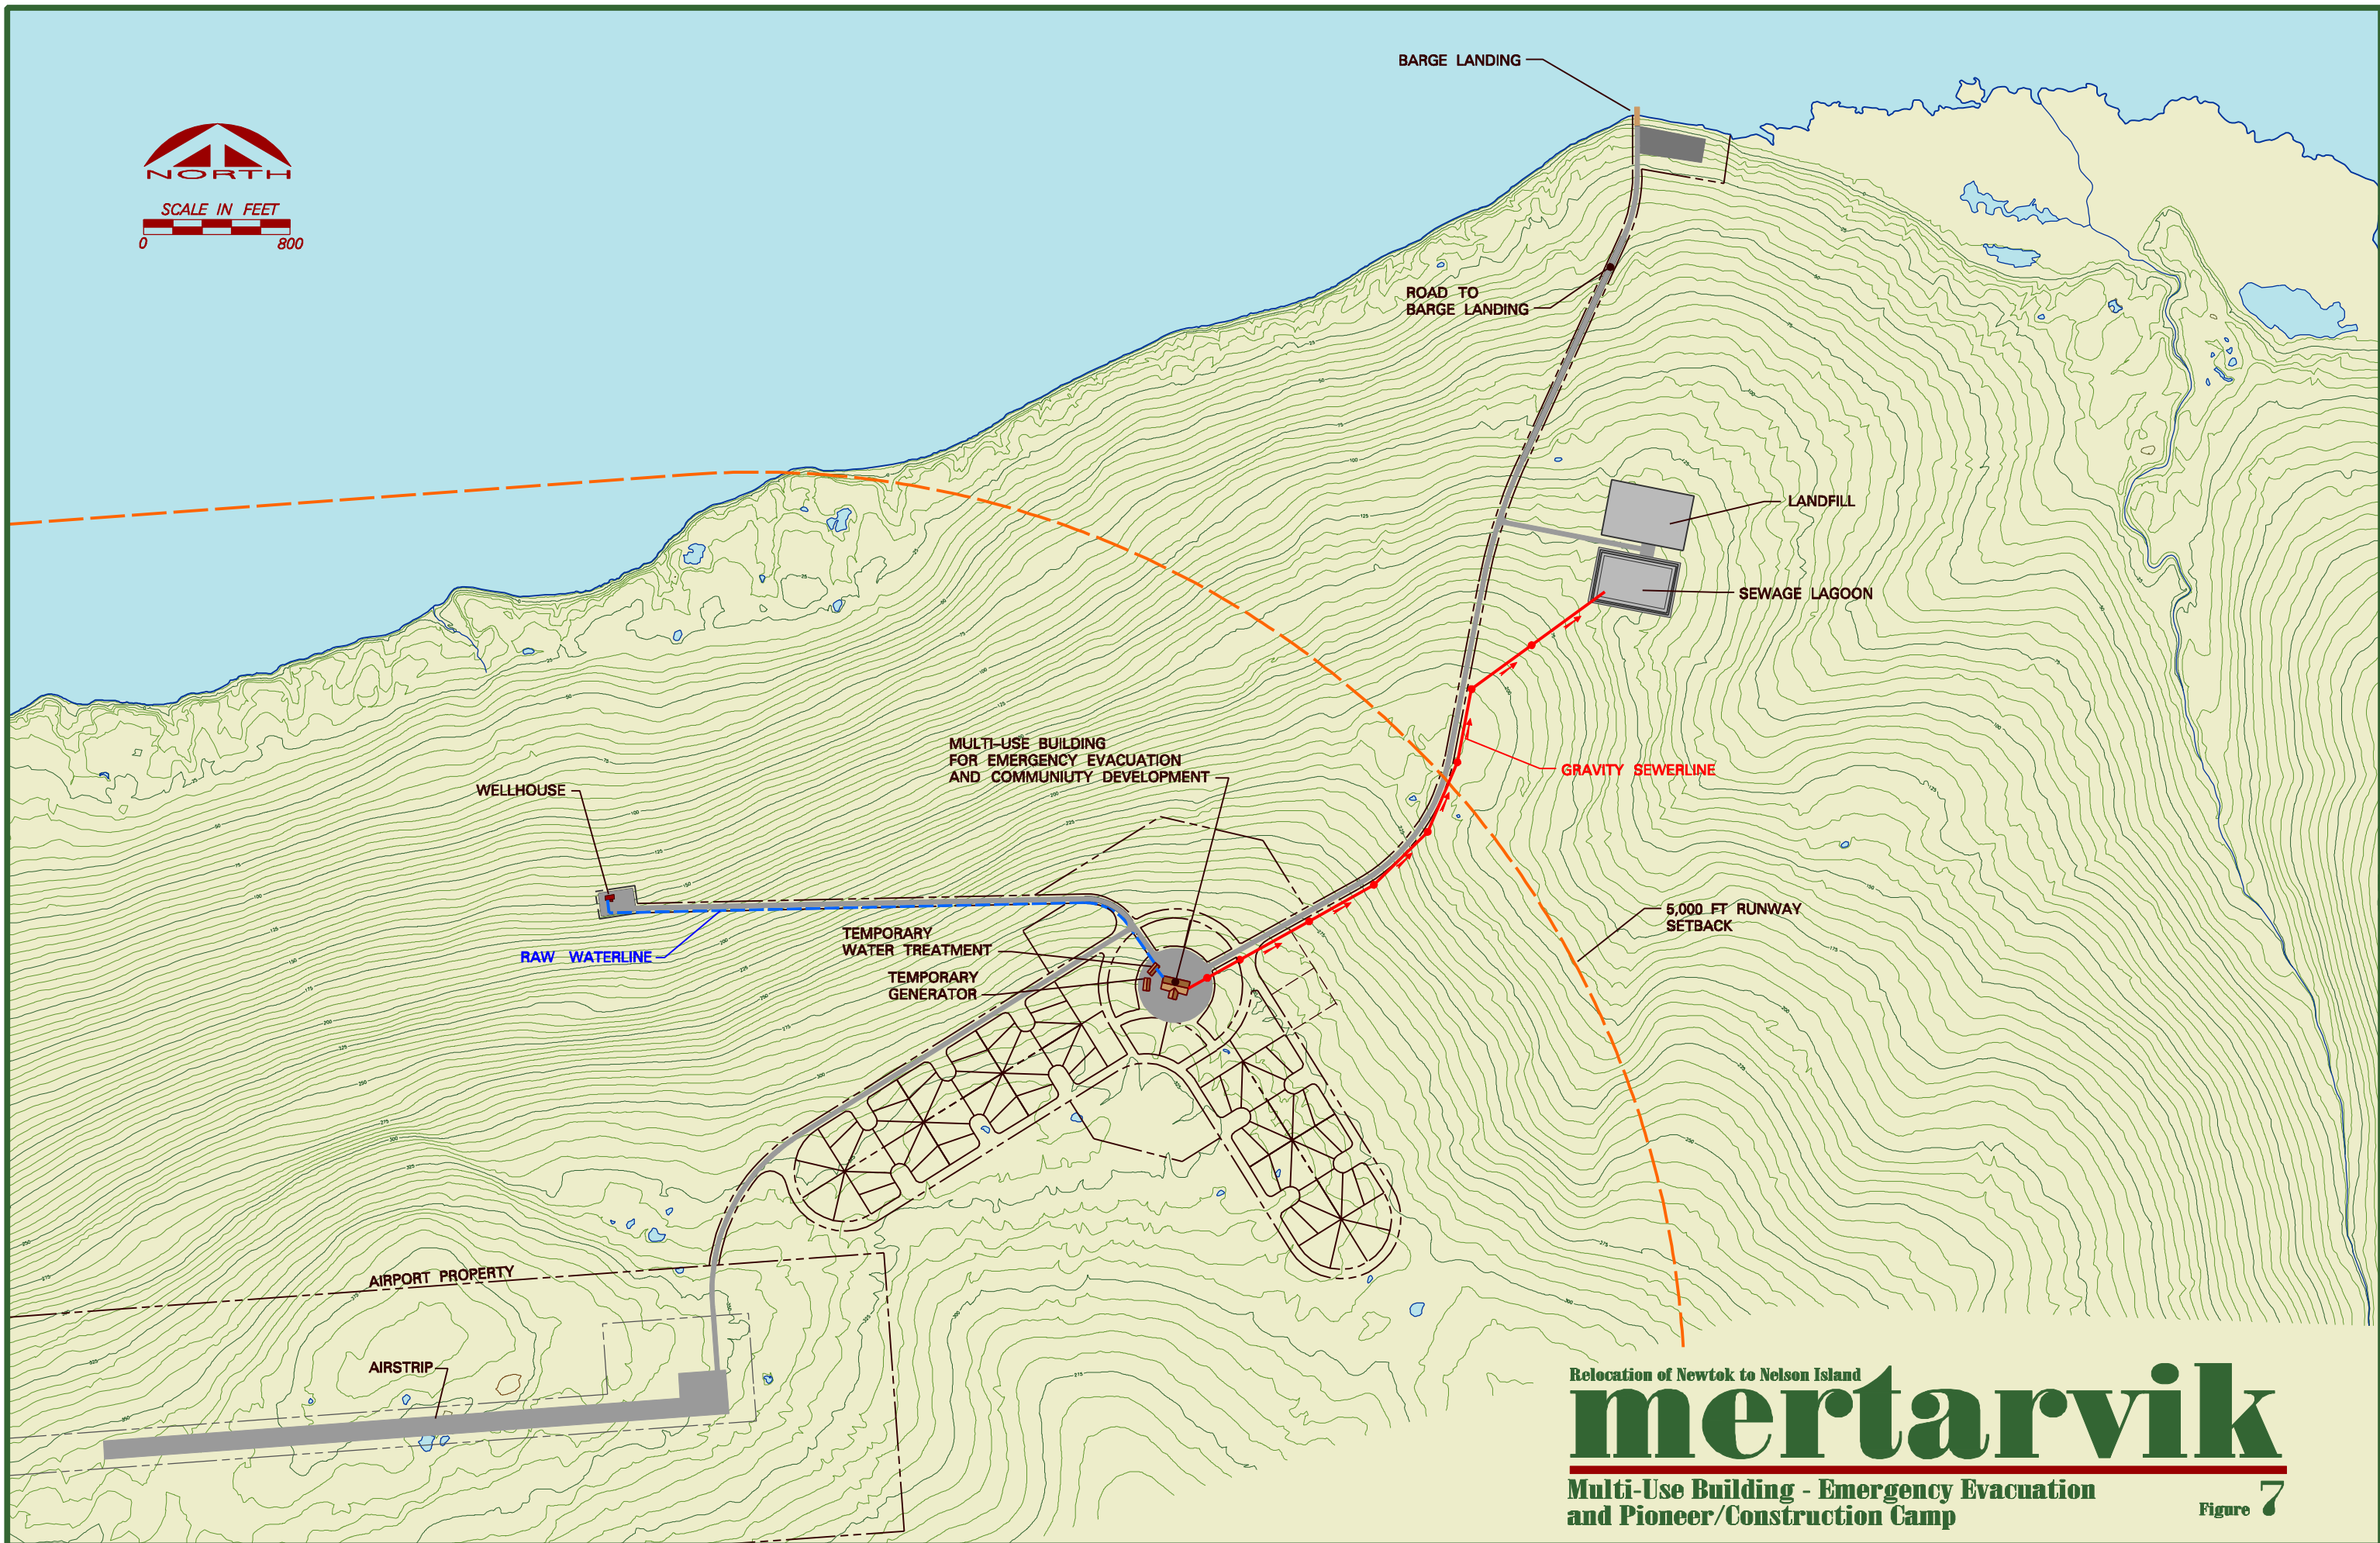 BARGE LANDING
NORTH
SCALE IN FEET
0 800
ROAD TO
BARGE LANDING
LANDFILL
SEWAGE LAGOON
MULTI-USE BUILDING
FOR EMERGENCY EVACUATION
AND COMMUNIUTY DEVELOPMENT
GRAVITY SEWERLINE
WELLHOUSE
5,000 FT RUNWAY
SETBACK
TEMPORARY
WATER TREATMENT
RAW WATERLINE
TEMPORARY
GENERATOR
AIRPORT PROPERTY
AIRSTRIP
Relocation of Newtok to Nelson Island
mertarvik
Multi-Use Building - Emergency Evacuation
and Pioneer/Construction Camp
Figure 7